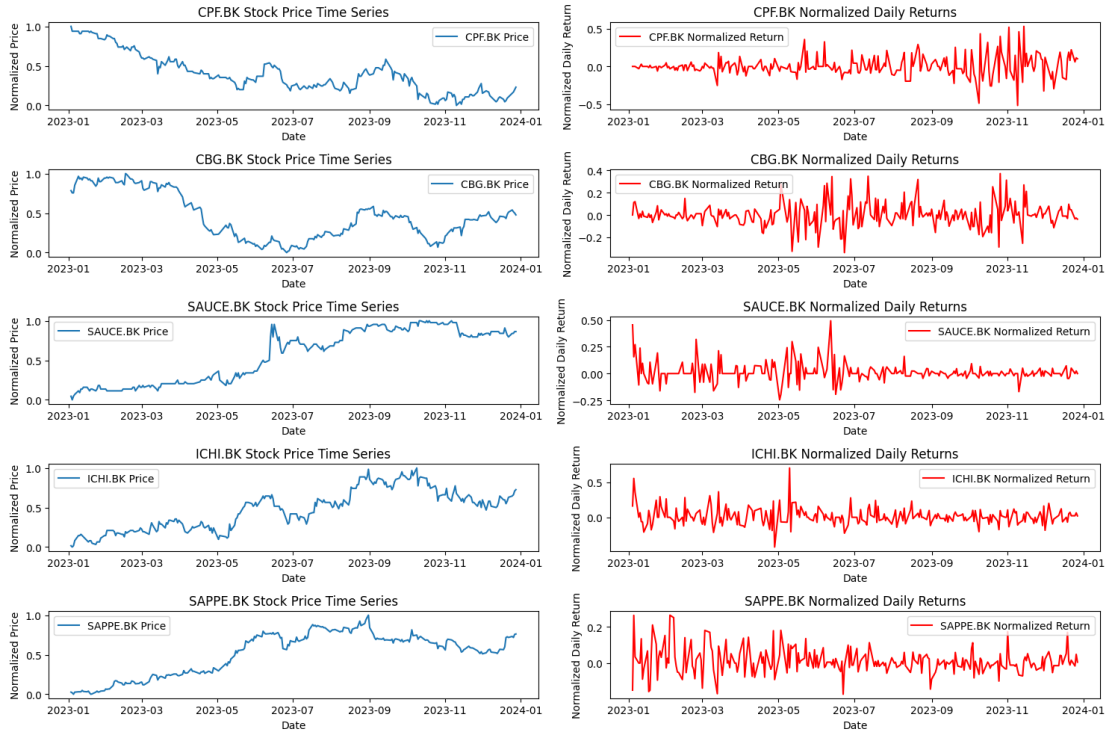 CPF.BK Stock Price Time Series
Normalized Price
1.0
0.5
0.0
CPF.BK Price
2023-01 2023-03 2023-05 2023-07 2023-09 2023-11 2024-01
Date
CPF.BK Normalized Daily Returns
Normalized Daily Return
0.5
0.0
−0.5
CPF.BK Normalized Return
2023-01 2023-03 2023-05 2023-07 2023-09 2023-11 2024-01
Date
CBG.BK Stock Price Time Series
Normalized Price
1.0
0.5
0.0
CBG.BK Price
2023-01 2023-03 2023-05 2023-07 2023-09 2023-11 2024-01
Date
CBG.BK Normalized Daily Returns
Normalized Daily Return
0.4
0.2
0.0
−0.2
CBG.BK Normalized Return
2023-01 2023-03 2023-05 2023-07 2023-09 2023-11 2024-01
Date
SAUCE.BK Stock Price Time Series
Normalized Price
1.0
0.5
0.0
SAUCE.BK Price
2023-01 2023-03 2023-05 2023-07 2023-09 2023-11 2024-01
Date
SAUCE.BK Normalized Daily Returns
Normalized Daily Return
0.50
0.25
0.00
−0.25
SAUCE.BK Normalized Return
2023-01 2023-03 2023-05 2023-07 2023-09 2023-11 2024-01
Date
ICHI.BK Stock Price Time Series
Normalized Price
1.0
0.5
0.0
ICHI.BK Price
2023-01 2023-03 2023-05 2023-07 2023-09 2023-11 2024-01
Date
ICHI.BK Normalized Daily Returns
Normalized Daily Return
0.5
0.0
ICHI.BK Normalized Return
2023-01 2023-03 2023-05 2023-07 2023-09 2023-11 2024-01
Date
SAPPE.BK Stock Price Time Series
Normalized Price
1.0
0.5
0.0
SAPPE.BK Price
2023-01 2023-03 2023-05 2023-07 2023-09 2023-11 2024-01
Date
SAPPE.BK Normalized Daily Returns
Normalized Daily Return
0.2
0.0
SAPPE.BK Normalized Return
2023-01 2023-03 2023-05 2023-07 2023-09 2023-11 2024-01
Date